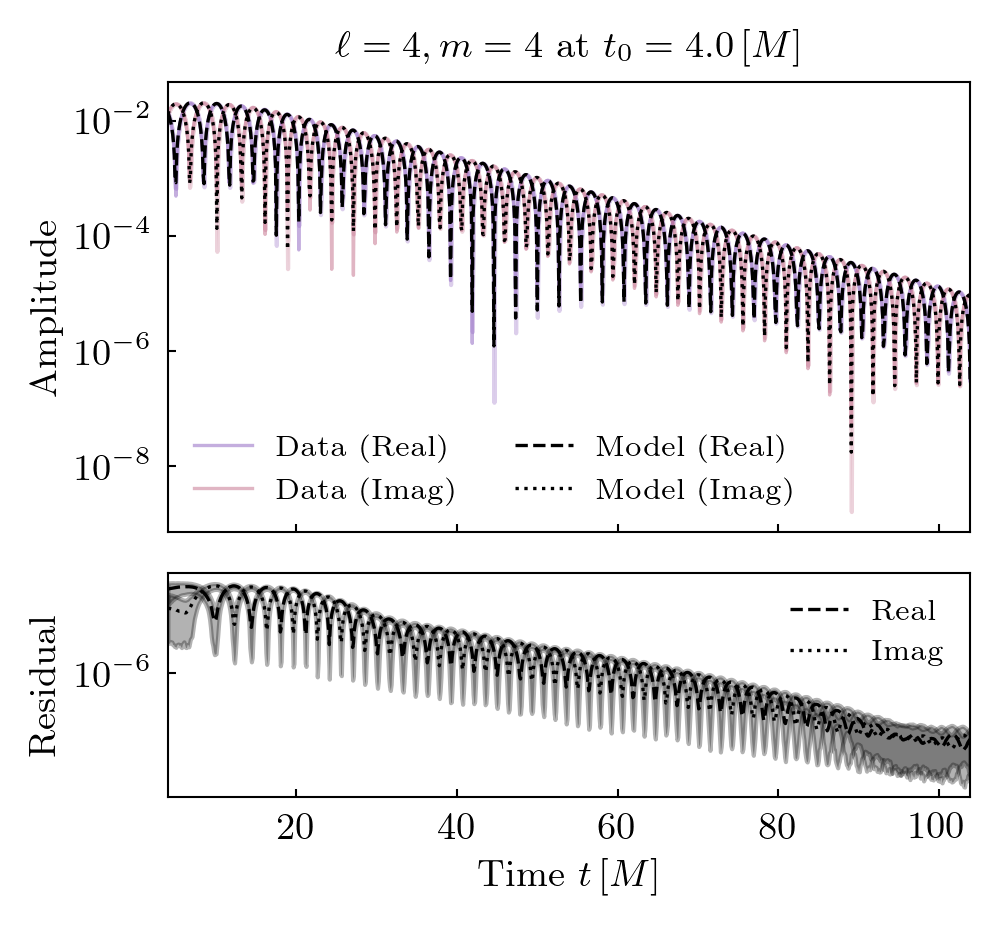 ℓ = 4, m = 4 at t₀ = 4.0 [M]
10⁻²
10⁻⁴
10⁻⁶
10⁻⁸
Amplitude
Data (Real)
Data (Imag)
Model (Real)
Model (Imag)
Residual
10⁻⁶
Real
Imag
20 40 60 80 100
Time t [M]